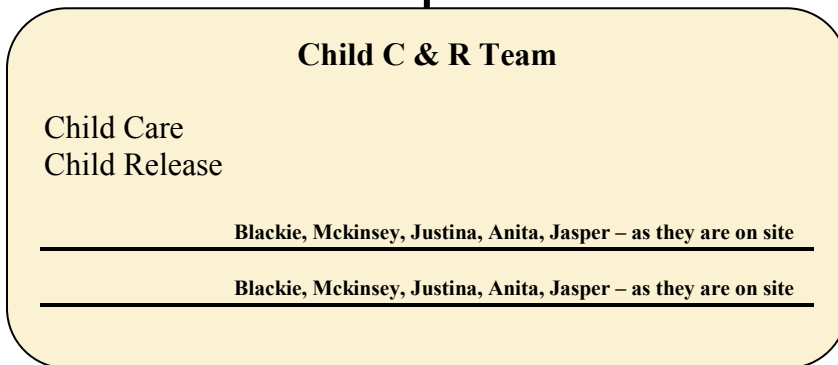 Child C & R Team
Child Care
Child Release
Blackie, Mckinsey, Justina, Anita, Jasper – as they are on site
Blackie, Mckinsey, Justina, Anita, Jasper – as they are on site